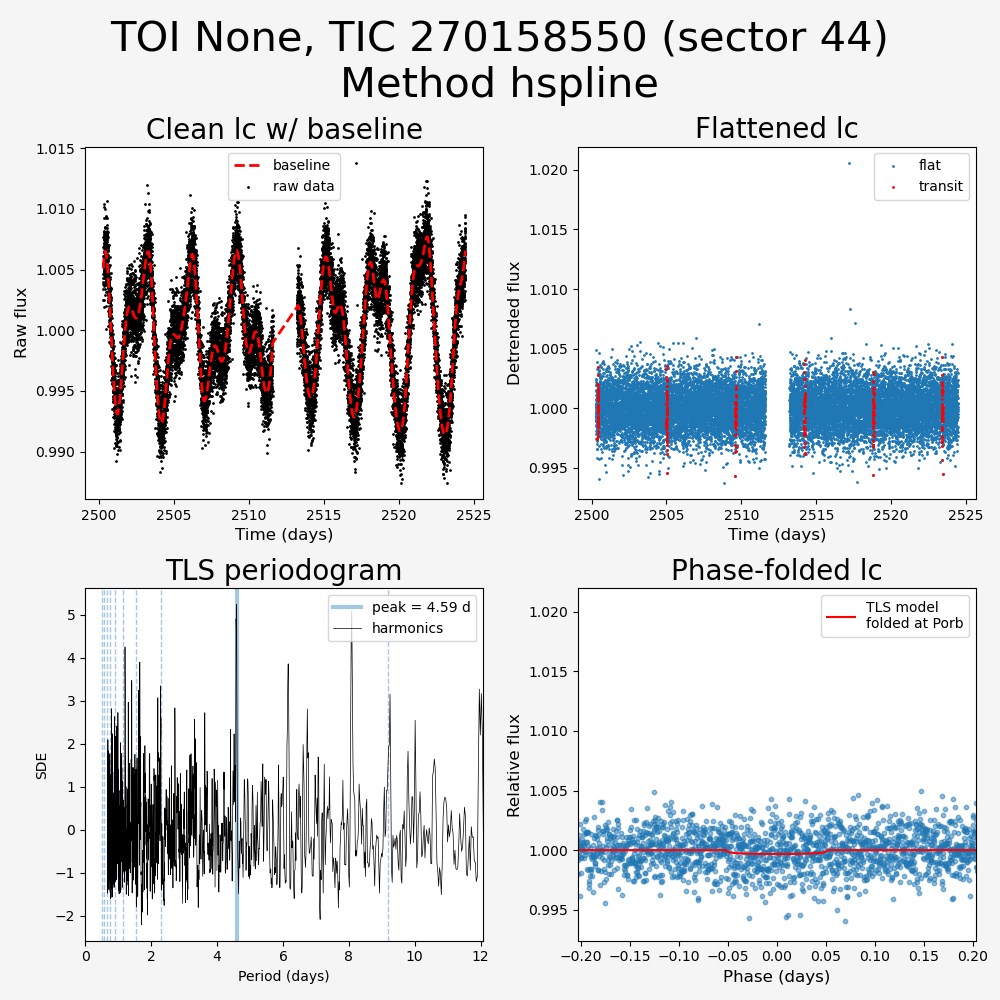 TOI None, TIC 270158550 (sector 44)
Method hspline
Clean lc w/ baseline
Raw flux
1.015
1.010
1.005
1.000
0.995
0.990
baseline
raw data
2500
2505
2510
2515
2520
2525
Time (days)
Flattened lc
Detrended flux
1.020
1.015
1.010
1.005
1.000
0.995
flat
transit
2500
2505
2510
2515
2520
2525
Time (days)
TLS periodogram
SDE
5
4
3
2
1
0
−1
−2
peak = 4.59 d
harmonics
0
2
4
6
8
10
12
Period (days)
Phase-folded lc
Relative flux
1.020
1.015
1.010
1.005
1.000
0.995
TLS model
folded at Porb
−0.20
−0.15
−0.10
−0.05
0.00
0.05
0.10
0.15
0.20
Phase (days)